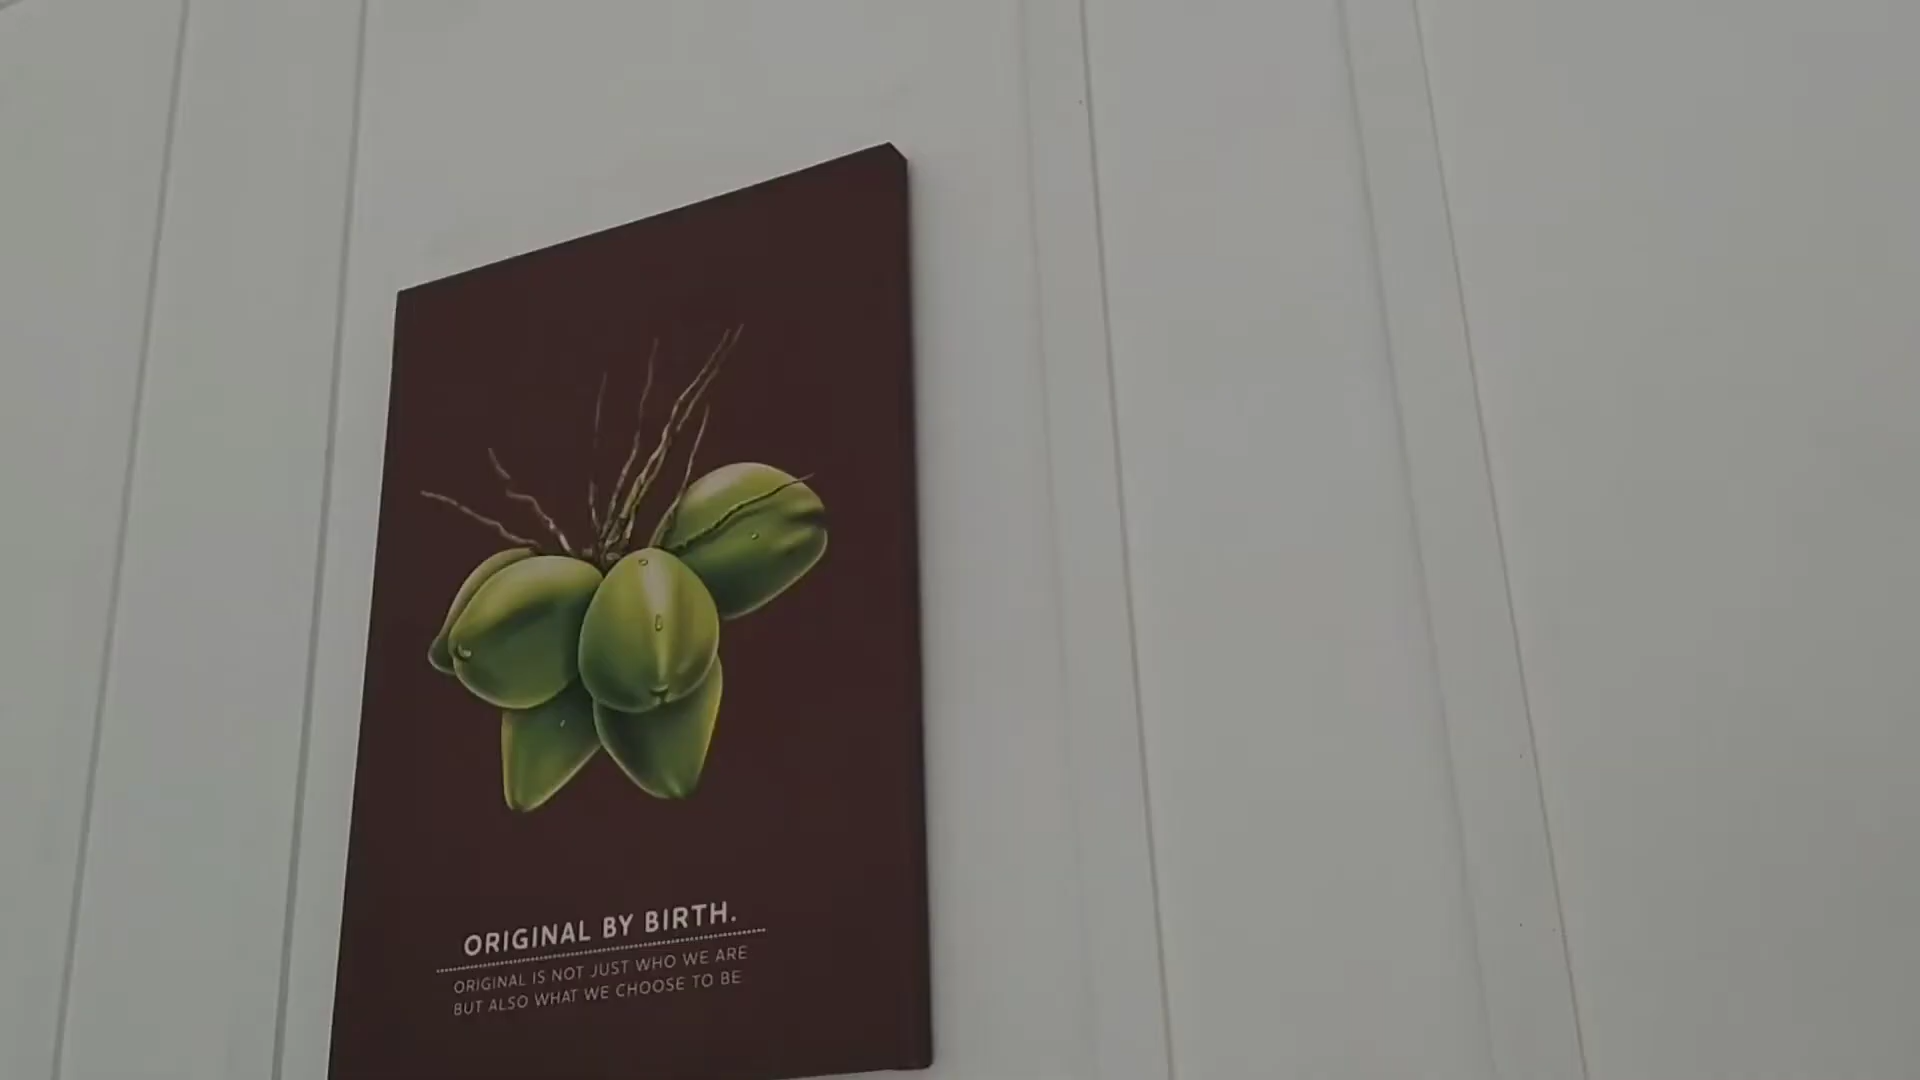 ORIGINAL BY BIRTH.
ORIGINAL IS NOT JUST WHO WE ARE
BUT ALSO WHAT WE CHOOSE TO BE